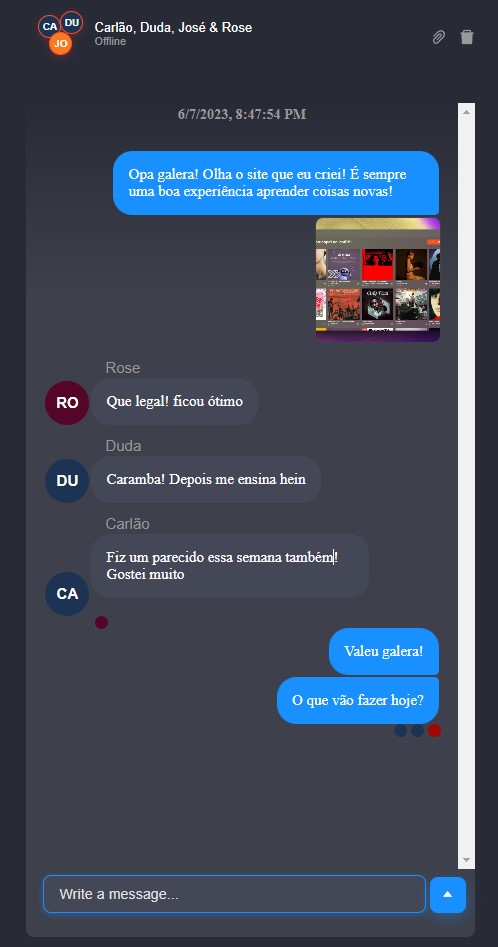 CA
DU
JO
Carlão, Duda, José & Rose
Offline
6/7/2023, 8:47:54 PM
Opa galera! Olha o site que eu criei! É sempre
uma boa experiência aprender coisas novas!
Rose
RO
Que legal! ficou ótimo
Duda
DU
Caramba! Depois me ensina hein
Carlão
Fiz um parecido essa semana também!
Gostei muito
CA
Valeu galera!
O que vão fazer hoje?
Write a message...